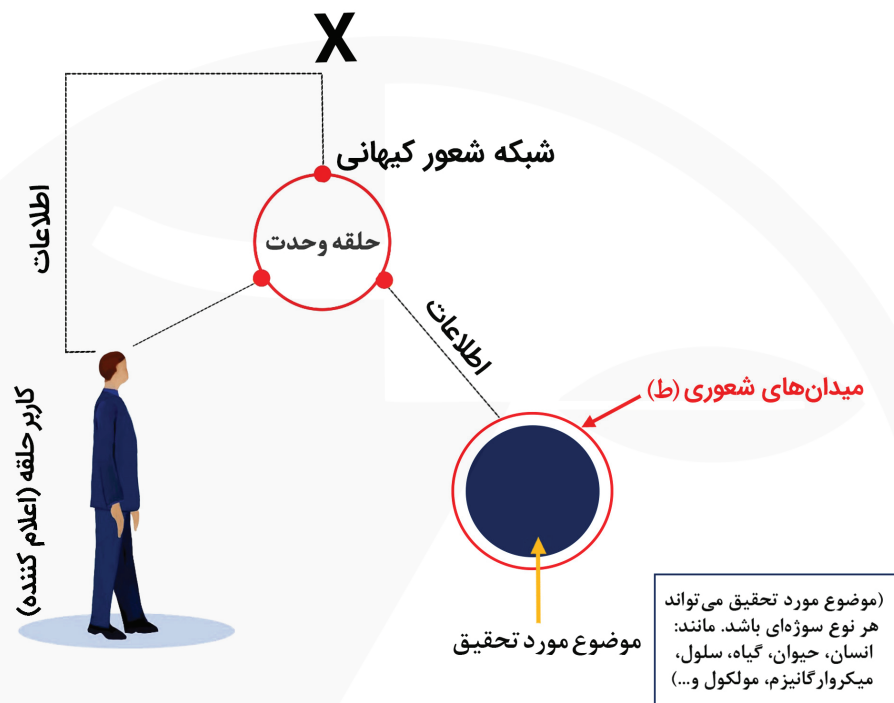 X
شبکه شعور کیهانی
حلقه وحدت
اطلاعات
اطلاعات
کاربر حلقه (اعلام کننده)
میدان‌های شعوری (ط)
موضوع مورد تحقیق
(موضوع مورد تحقیق می‌تواند
هر نوع سوژه‌ای باشد. مانند:
انسان، حیوان، گیاه، سلول،
میکروارگانیزم، مولکول و...)